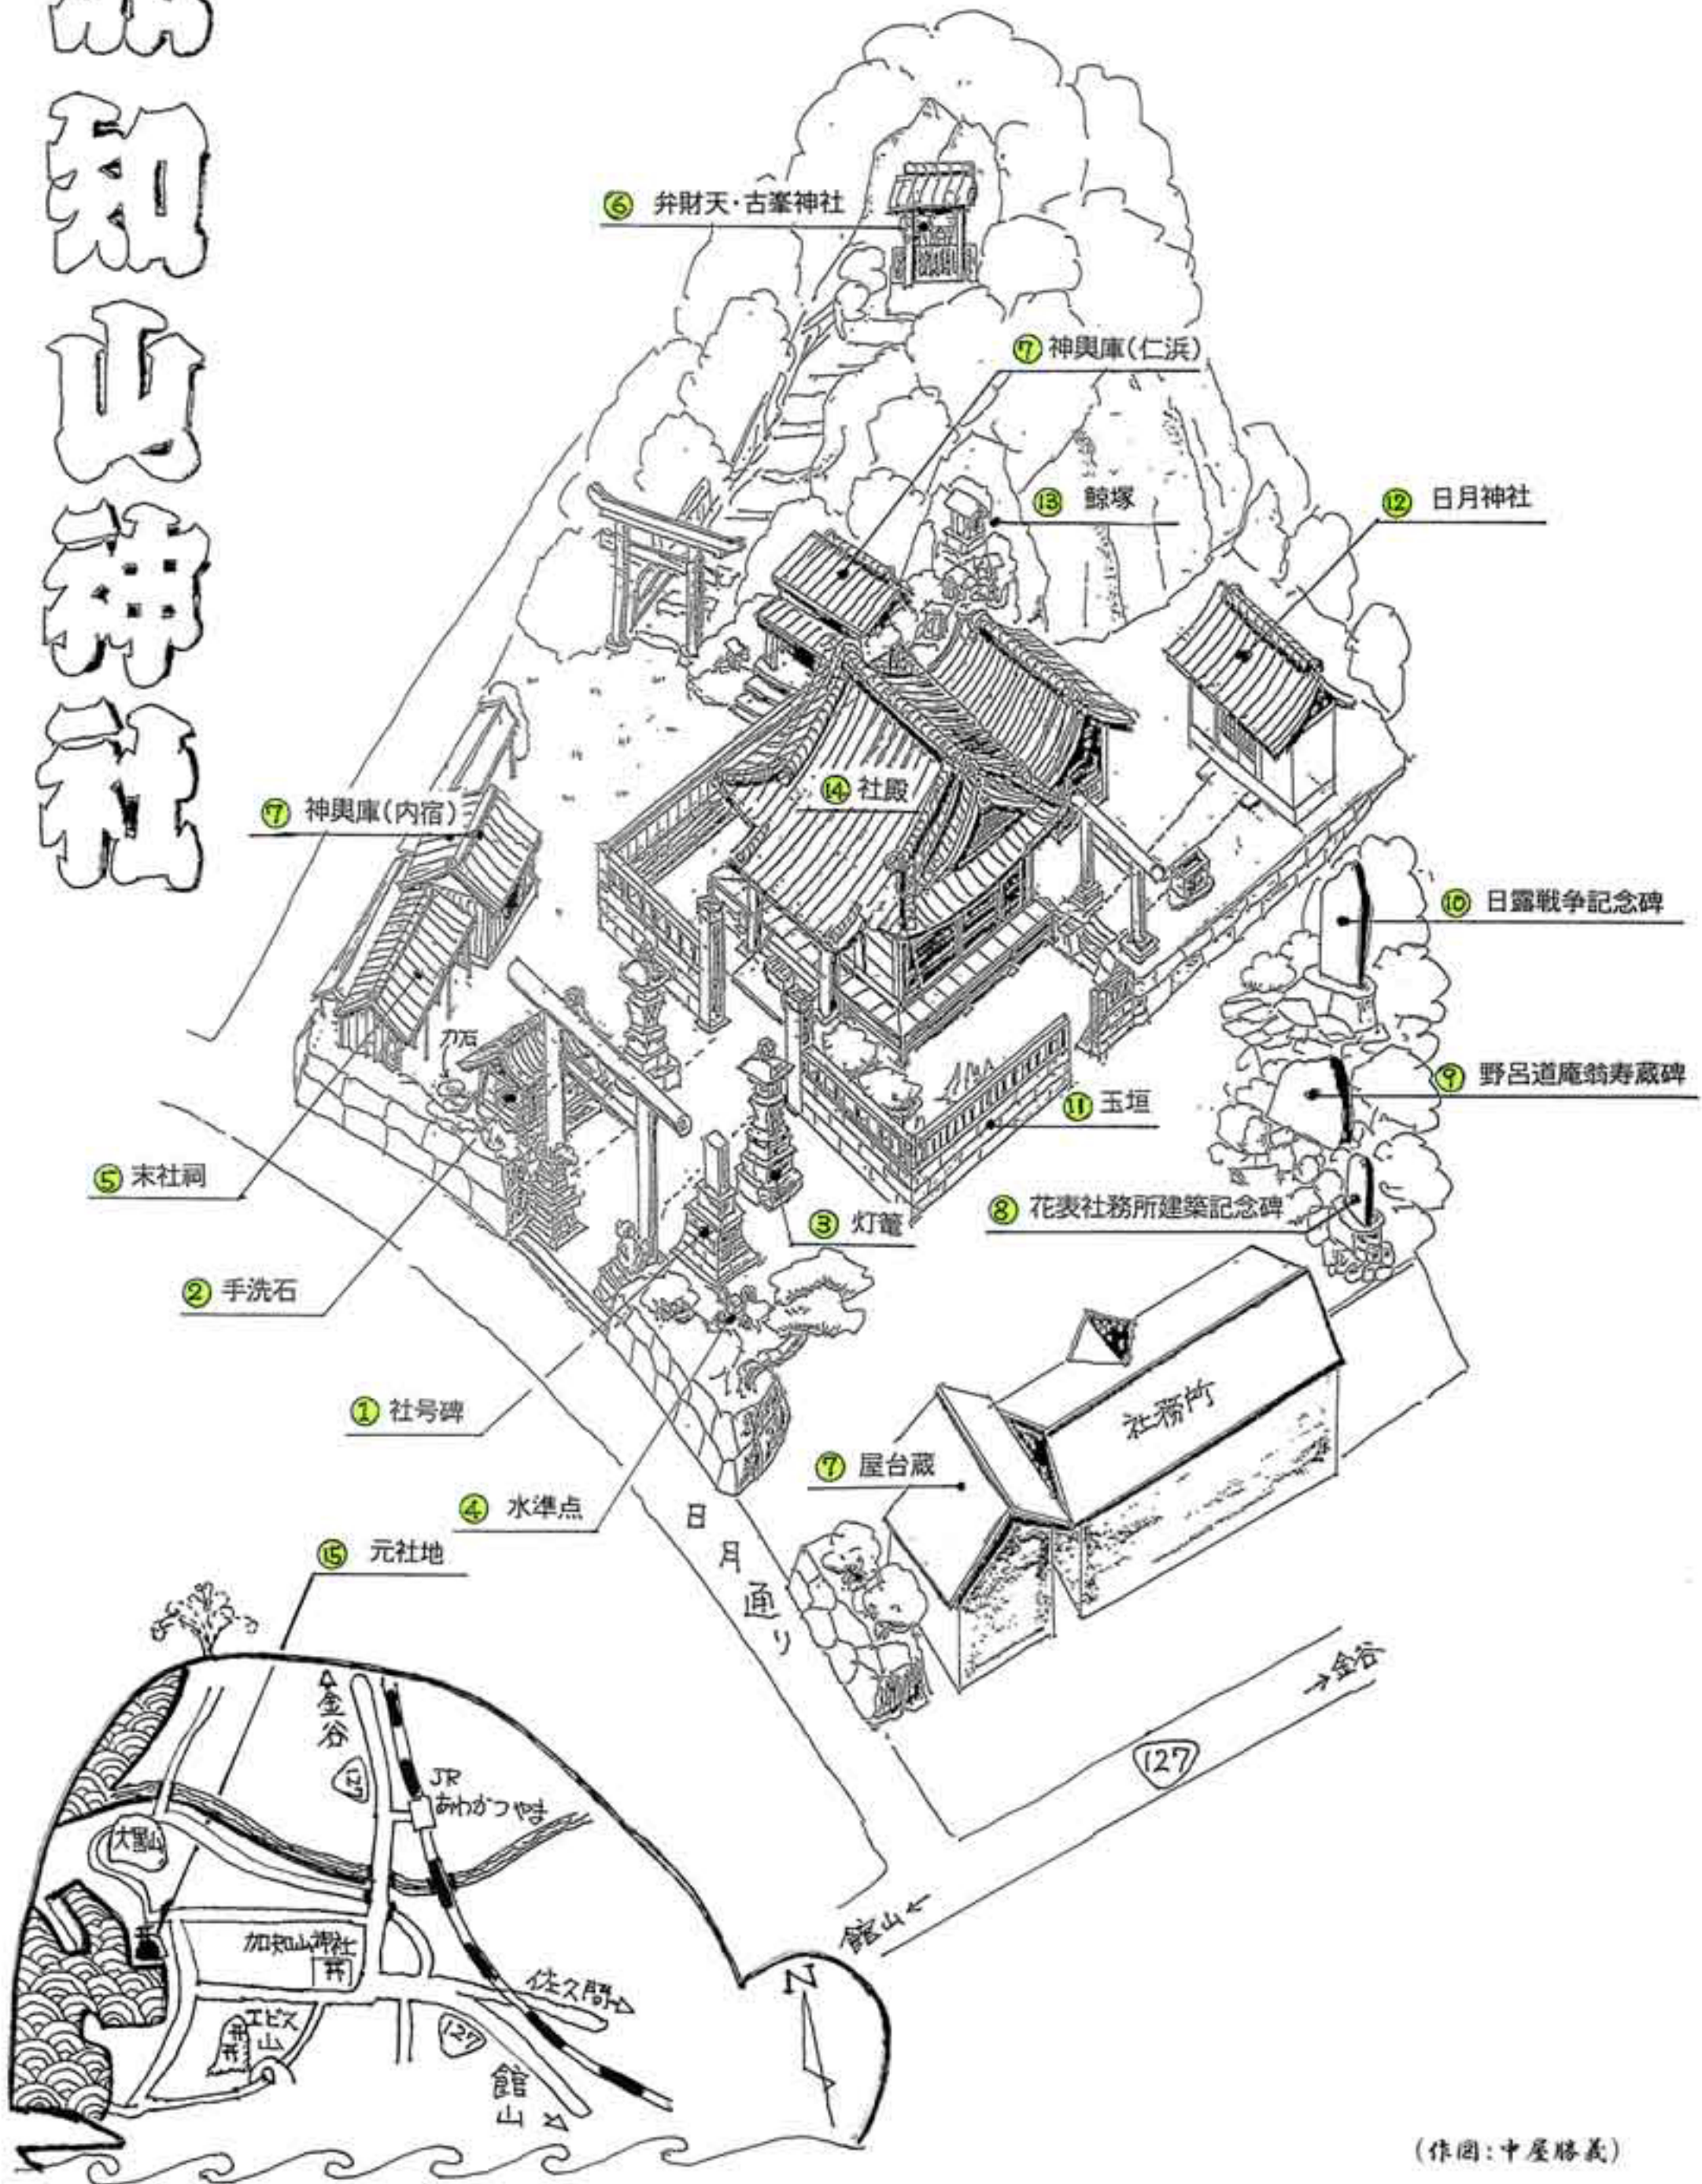 和山神社
⑥ 弁財天・古峯神社
⑦ 神輿庫(仁浜)
⑬ 鯨塚
⑫ 日月神社
⑭ 社殿
⑦ 神輿庫(内宿)
⑩ 日露戦争記念碑
力石
⑨ 野呂道庵翁寿蔵碑
⑪ 玉垣
⑤ 末社祠
⑧ 花表社務所建築記念碑
③ 灯篭
② 手洗石
① 社号碑
社務所
⑦ 屋台蔵
④ 水準点
日月通り
⑮ 元社地
→金谷
127
館山←
金谷
127
JR
あわかつやま
大黒山
加知山神社
佐久間
エビス山
127
館山
N
(作図:中屋勝義)